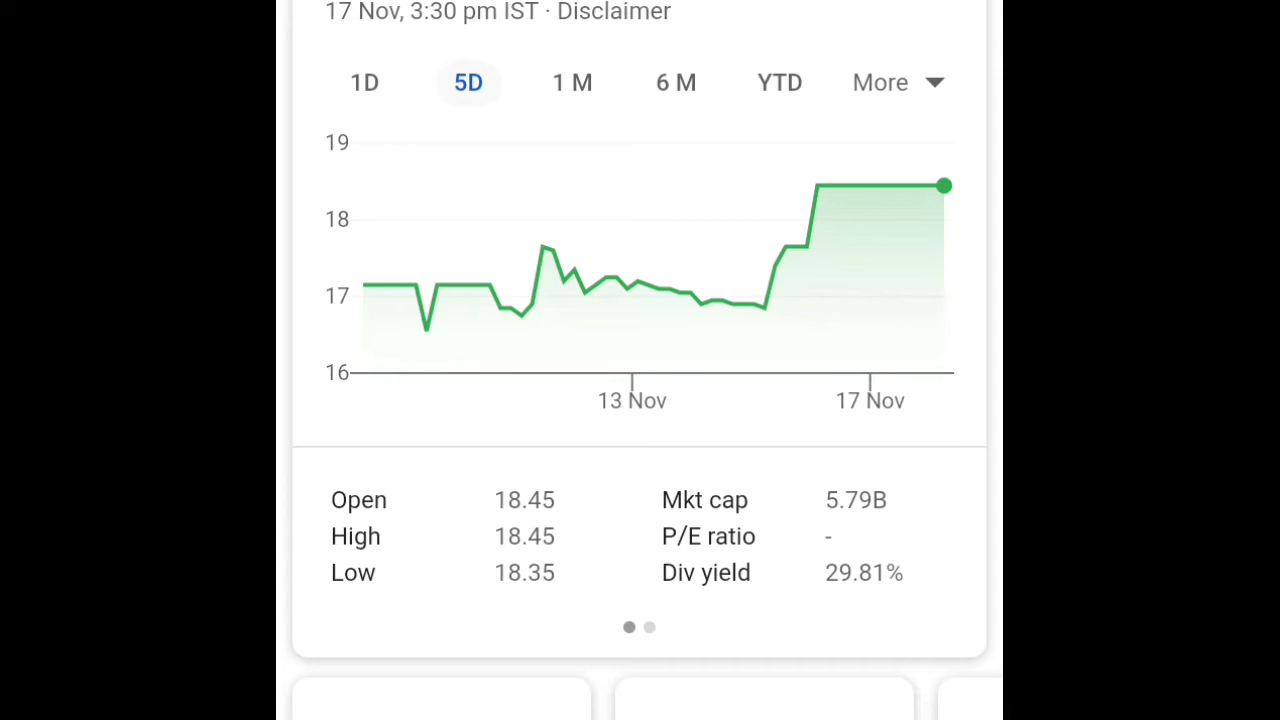 17 Nov, 3:30 pm IST · Disclaimer
1D 5D 1 M 6 M YTD More
19
18
17
16
13 Nov 17 Nov
Open 18.45 Mkt cap 5.79B
High 18.45 P/E ratio -
Low 18.35 Div yield 29.81%